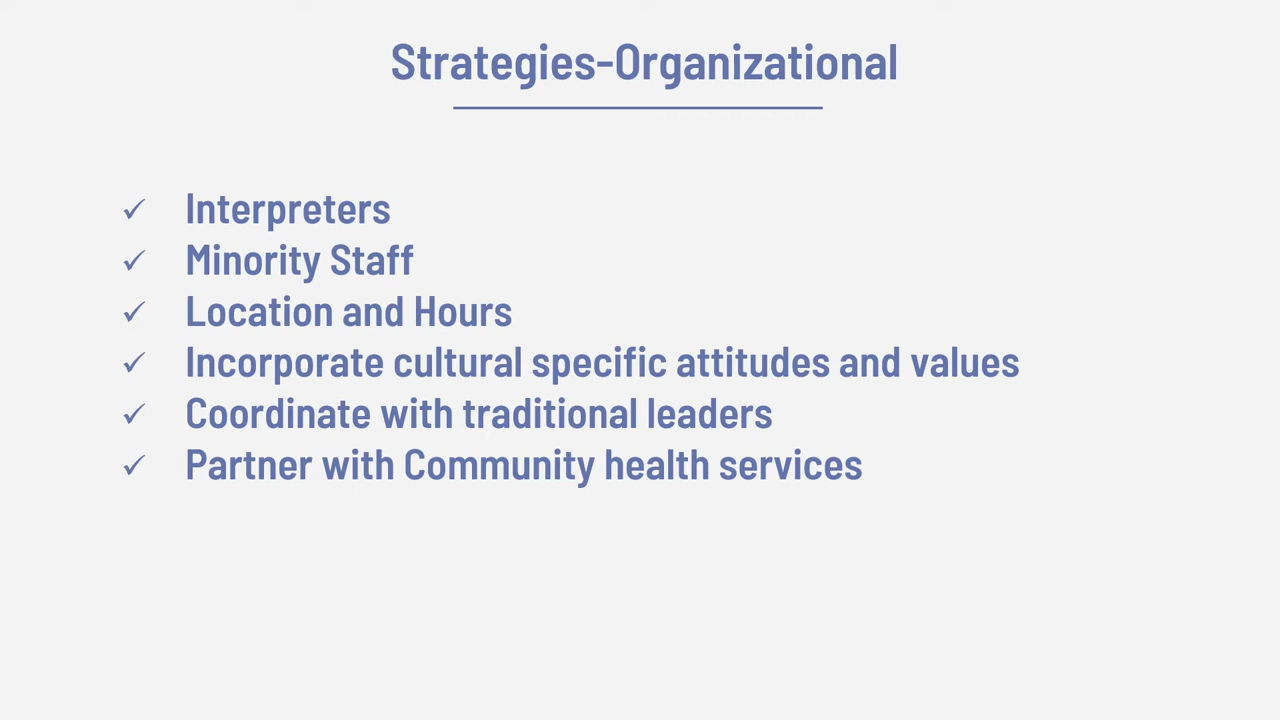 Strategies-Organizational
✓ Interpreters
✓ Minority Staff
✓ Location and Hours
✓ Incorporate cultural specific attitudes and values
✓ Coordinate with traditional leaders
✓ Partner with Community health services